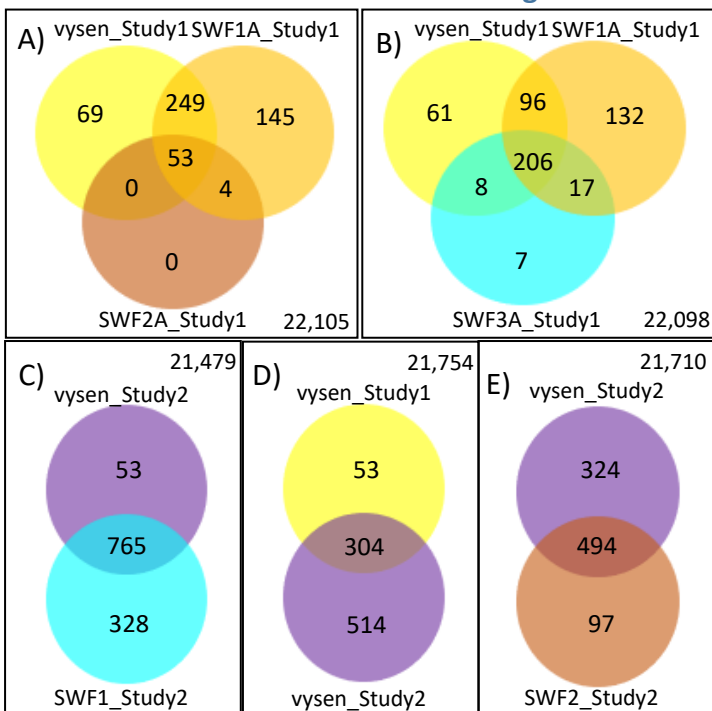 A)
vysen_Study1 SWF1A_Study1
69 249 145
53
0 4
0
SWF2A_Study1
22,105
B)
vysen_Study1 SWF1A_Study1
61 96 132
206
8 17
7
SWF3A_Study1
22,098
C)
21,479
vysen_Study2
53
765
328
SWF1_Study2
D)
21,754
vysen_Study1
53
304
514
vysen_Study2
E)
21,710
vysen_Study2
324
494
97
SWF2_Study2